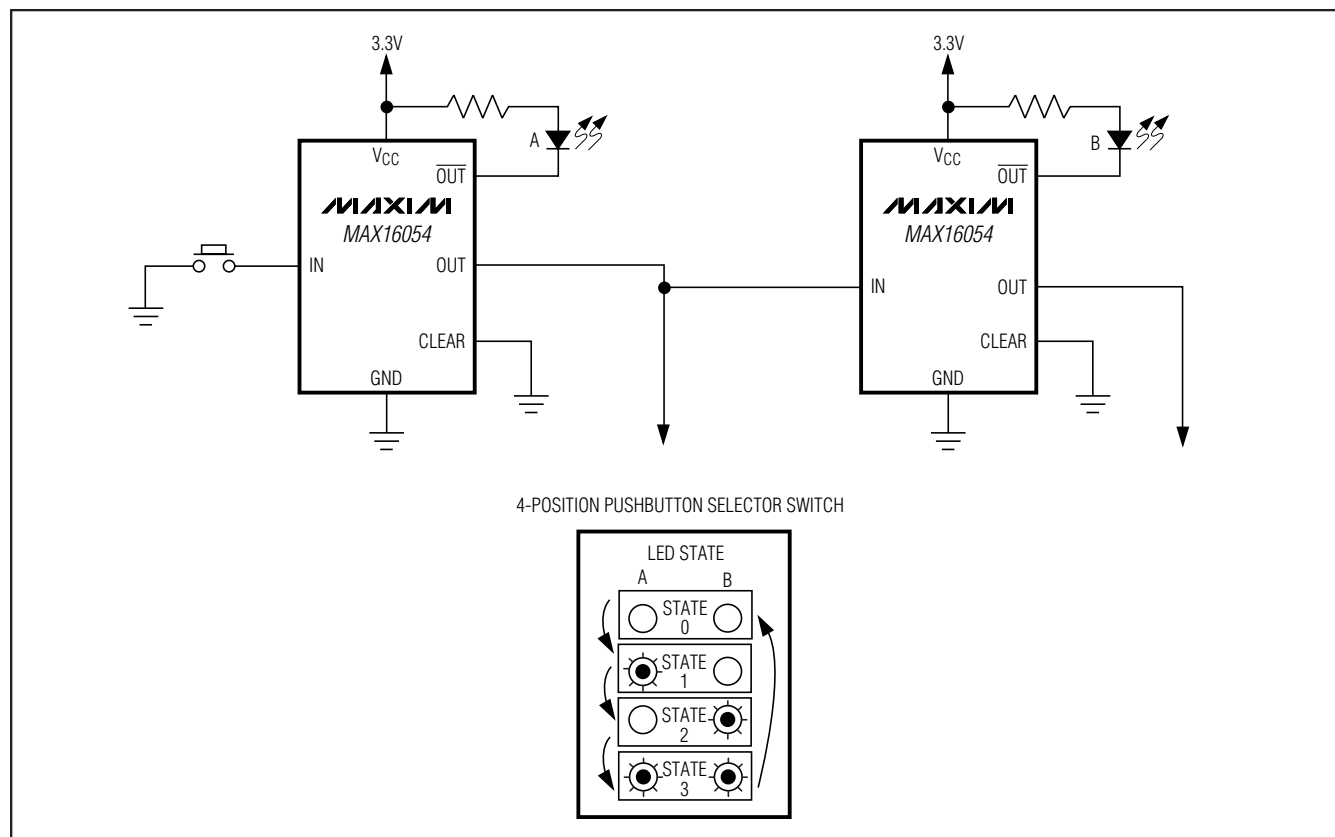 3.3V
A
VCC
OUT
MAXIM
MAX16054
IN
OUT
CLEAR
GND
3.3V
B
VCC
OUT
MAXIM
MAX16054
IN
OUT
CLEAR
GND
4-POSITION PUSHBUTTON SELECTOR SWITCH
LED STATE
A B
STATE
0
STATE
1
STATE
2
STATE
3